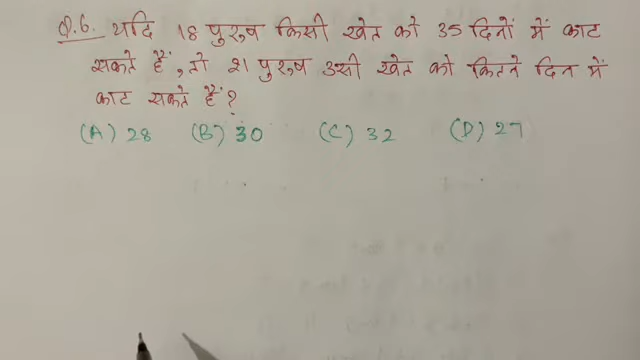 Q.6. यदि 18 पुरुष किसी खेत को 35 दिनों में काट
सकते हैं, तो 21 पुरुष उसी खेत को कितने दिन में
काट सकते हैं?
(A) 28 (B) 30 (C) 32 (D) 27